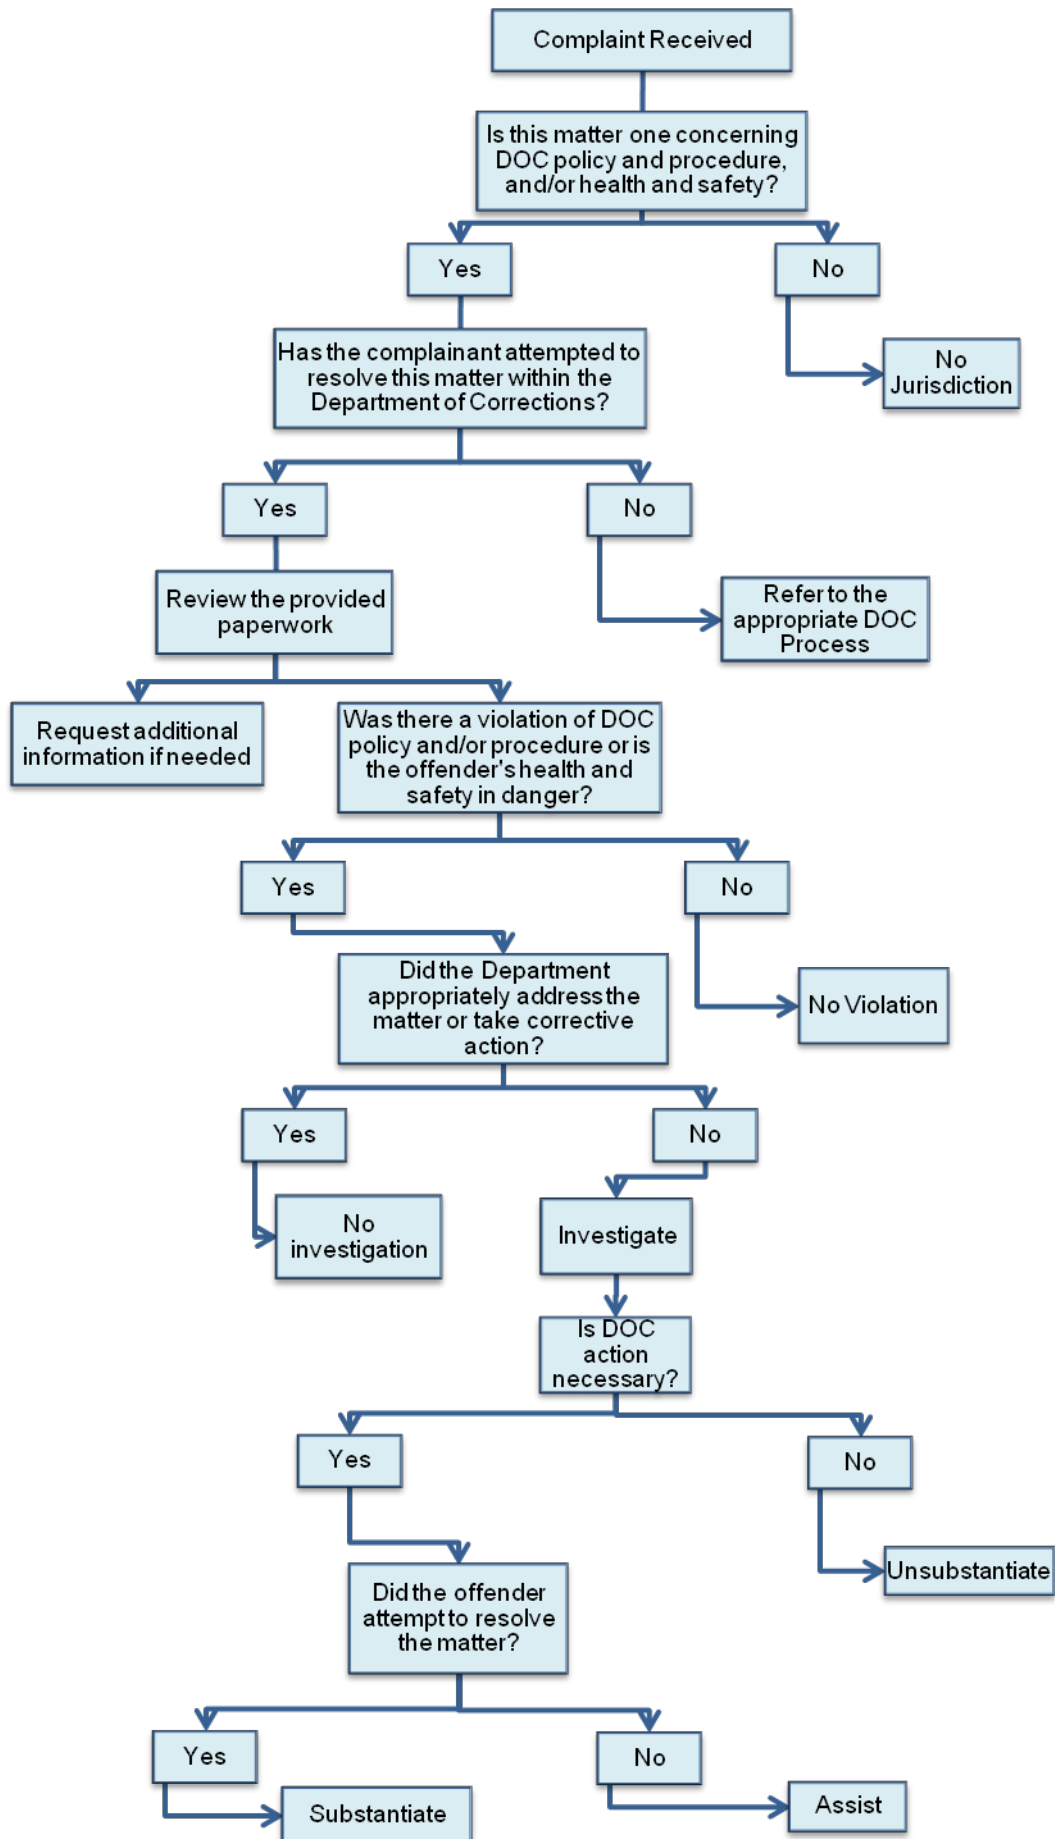 Complaint Received
Is this matter one concerning
DOC policy and procedure,
and/or health and safety?
Yes
No
Has the complainant attempted to
resolve this matter within the
Department of Corrections?
No
Jurisdiction
Yes
No
Review the provided
paperwork
Refer to the
appropriate DOC
Process
Request additional
information if needed
Was there a violation of DOC
policy and/or procedure or is
the offender's health and
safety in danger?
Yes
No
Did the Department
appropriately address the
matter or take corrective
action?
No Violation
Yes
No
No
investigation
Investigate
Is DOC
action
necessary?
Yes
No
Did the offender
attempt to resolve
the matter?
Unsubstantiate
Yes
No
Substantiate
Assist